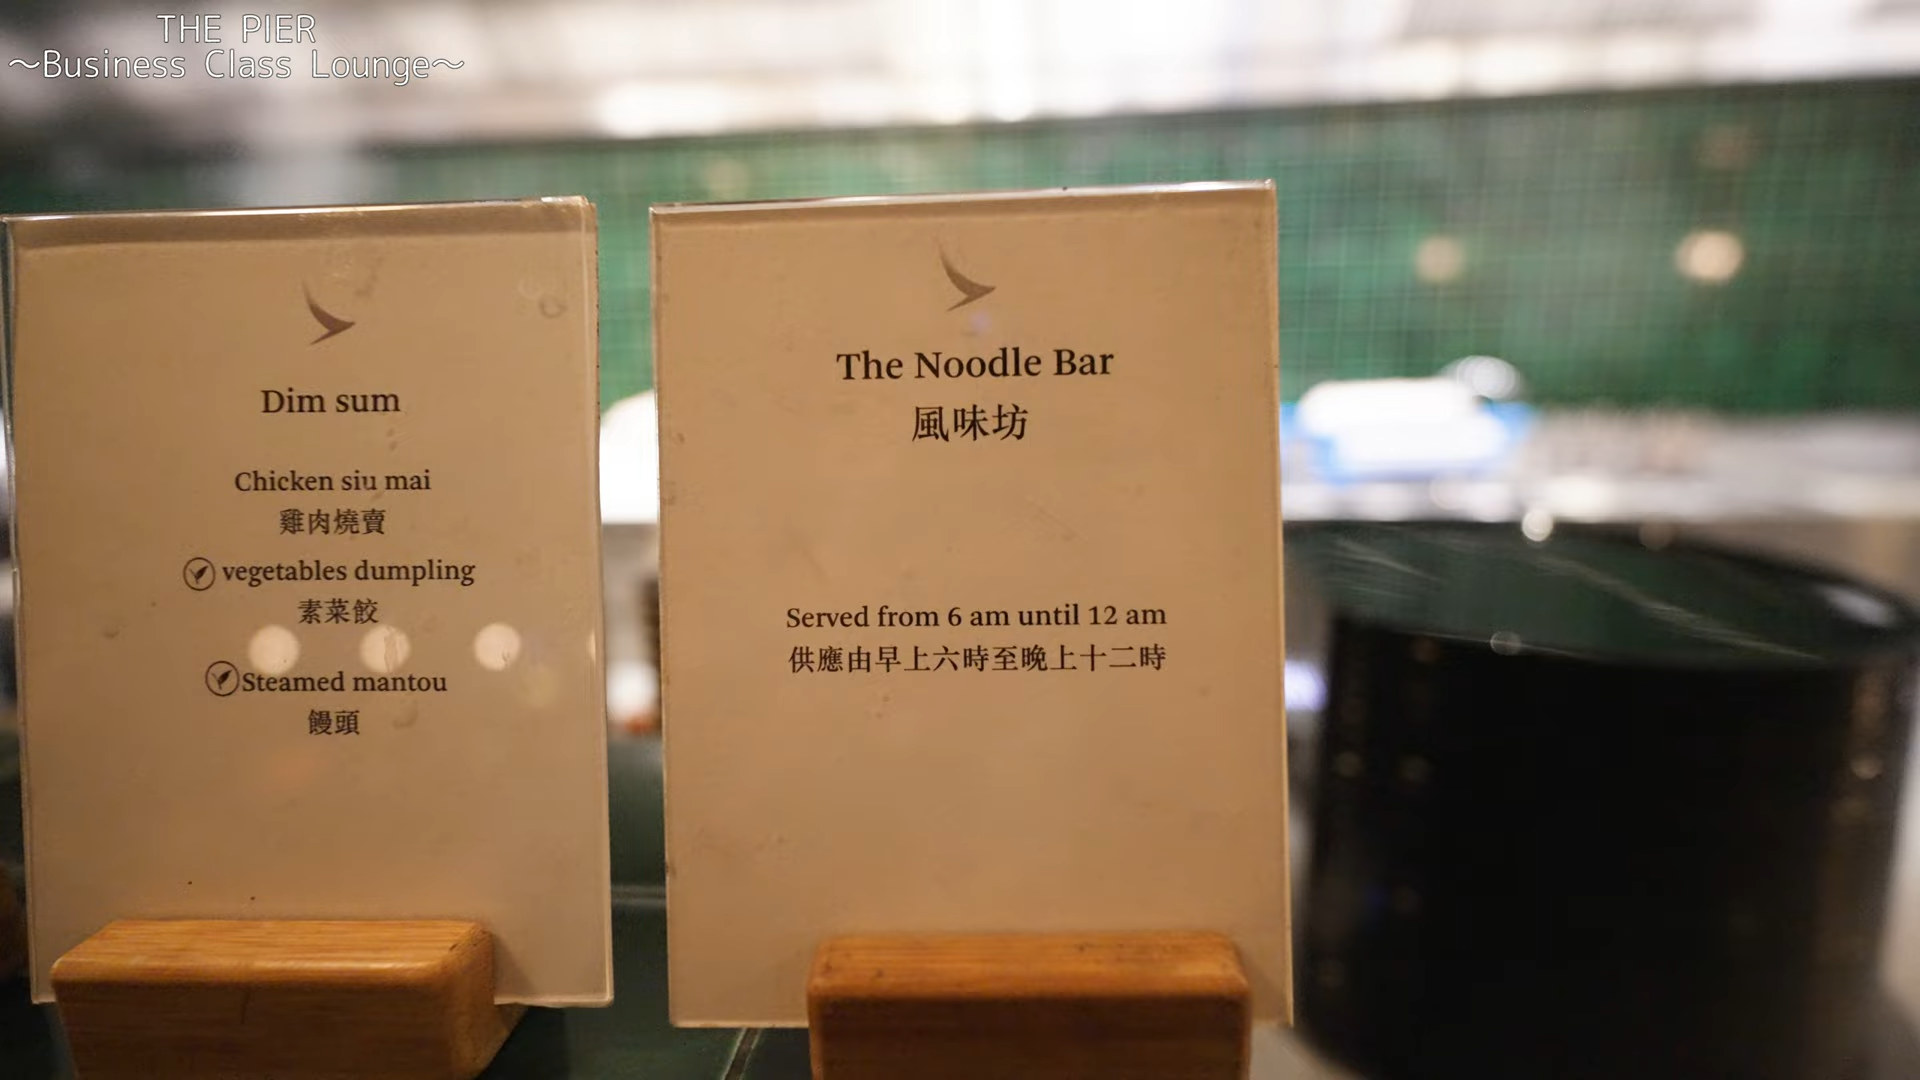 THE PIER
～Business Class Lounge～
Dim sum
Chicken siu mai
雞肉燒賣
vegetables dumpling
素菜餃
Steamed mantou
饅頭
The Noodle Bar
風味坊
Served from 6 am until 12 am
供應由早上六時至晚上十二時